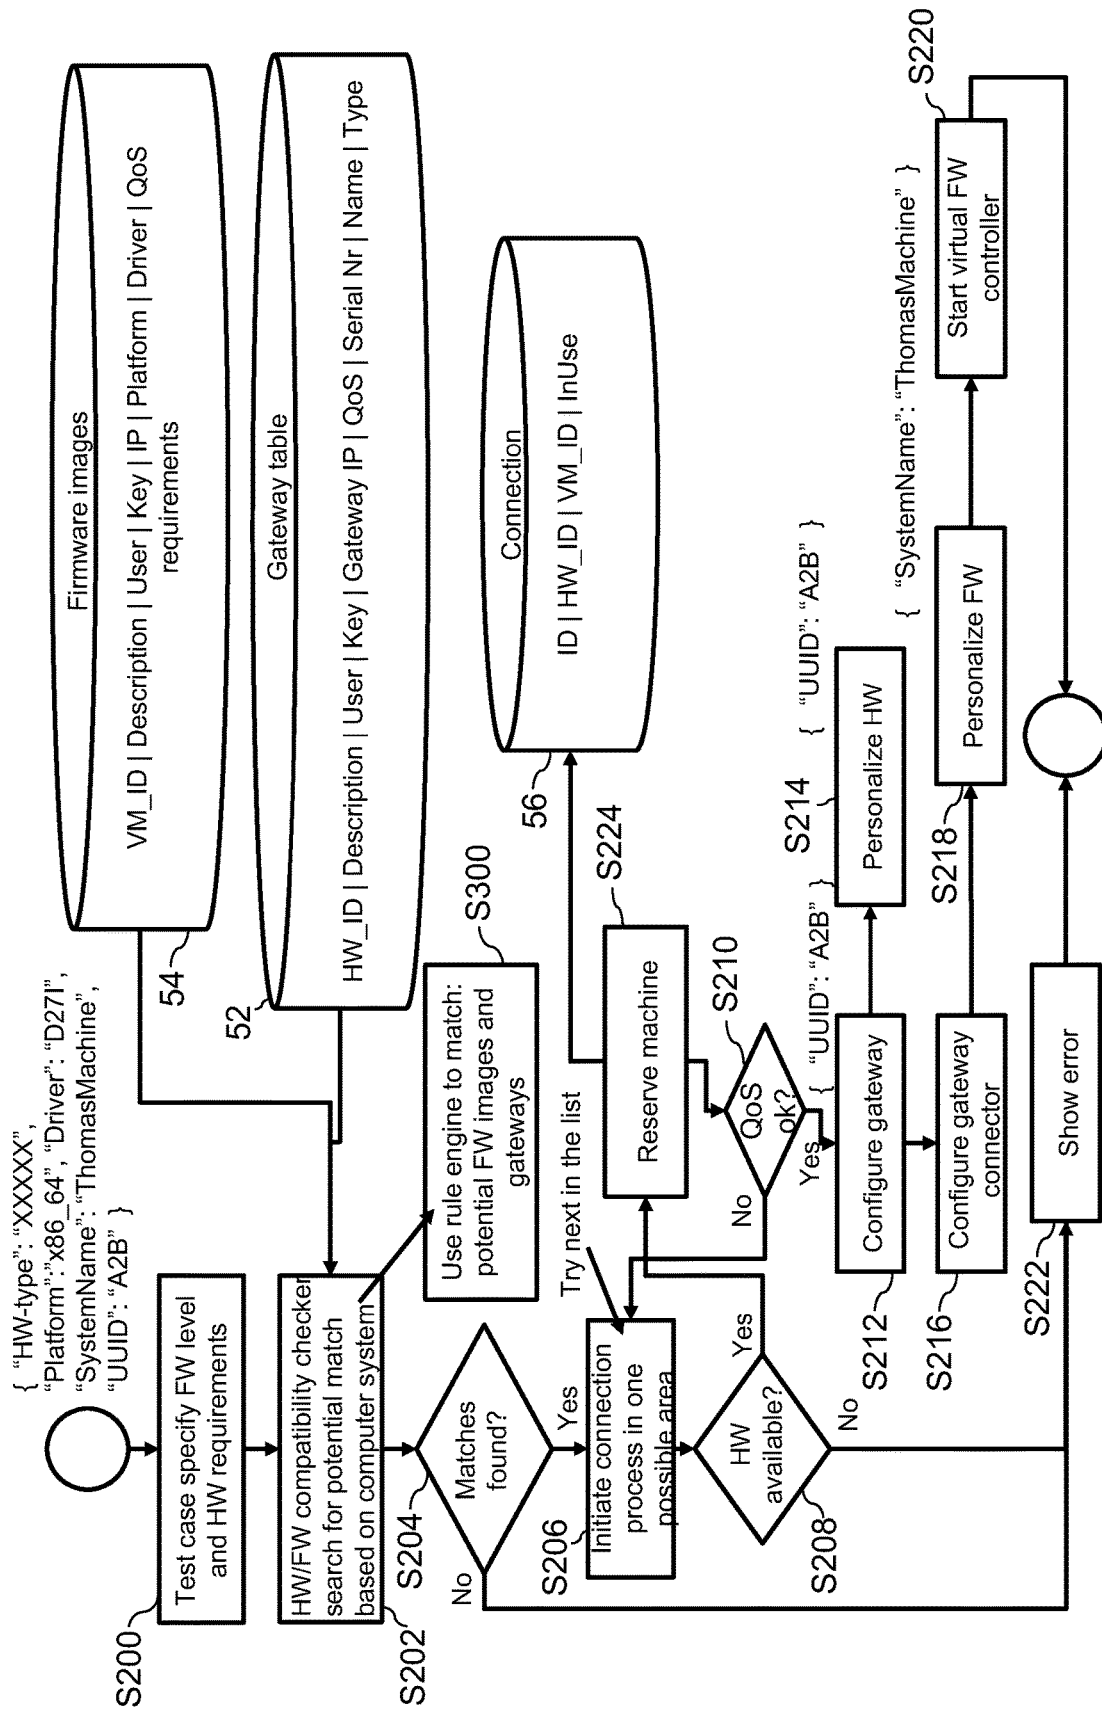 { "HW-type": "XXXXX",
"Platform":"x86_64", "Driver": "D27I",
"SystemName": "ThomasMachine",
"UUID": "A2B" }
S200
Test case specify FW level
and HW requirements
S202
HW/FW compatibility checker
search for potential match
based on computer system
S204
Matches
found?
No
Yes
S206
Initiate connection
process in one
possible area
Try next in the list
S208
HW
available?
Yes
No
Firmware images
VM_ID | Description | User | Key | IP | Platform | Driver | QoS
requirements
54
Gateway table
HW_ID | Description | User | Key | Gateway IP | QoS | Serial Nr | Name | Type
52
S300
Use rule engine to match:
potential FW images and
gateways
Connection
ID | HW_ID | VM_ID | InUse
56
S224
Reserve machine
S210
QoS
ok?
No
Yes
{ "UUID": "A2B" }
S212
Configure gateway
S214
Personalize HW
{ "UUID": "A2B" }
S216
Configure gateway
connector
S218
Personalize FW
{ "SystemName": "ThomasMachine" }
S220
Start virtual FW
controller
S222
Show error